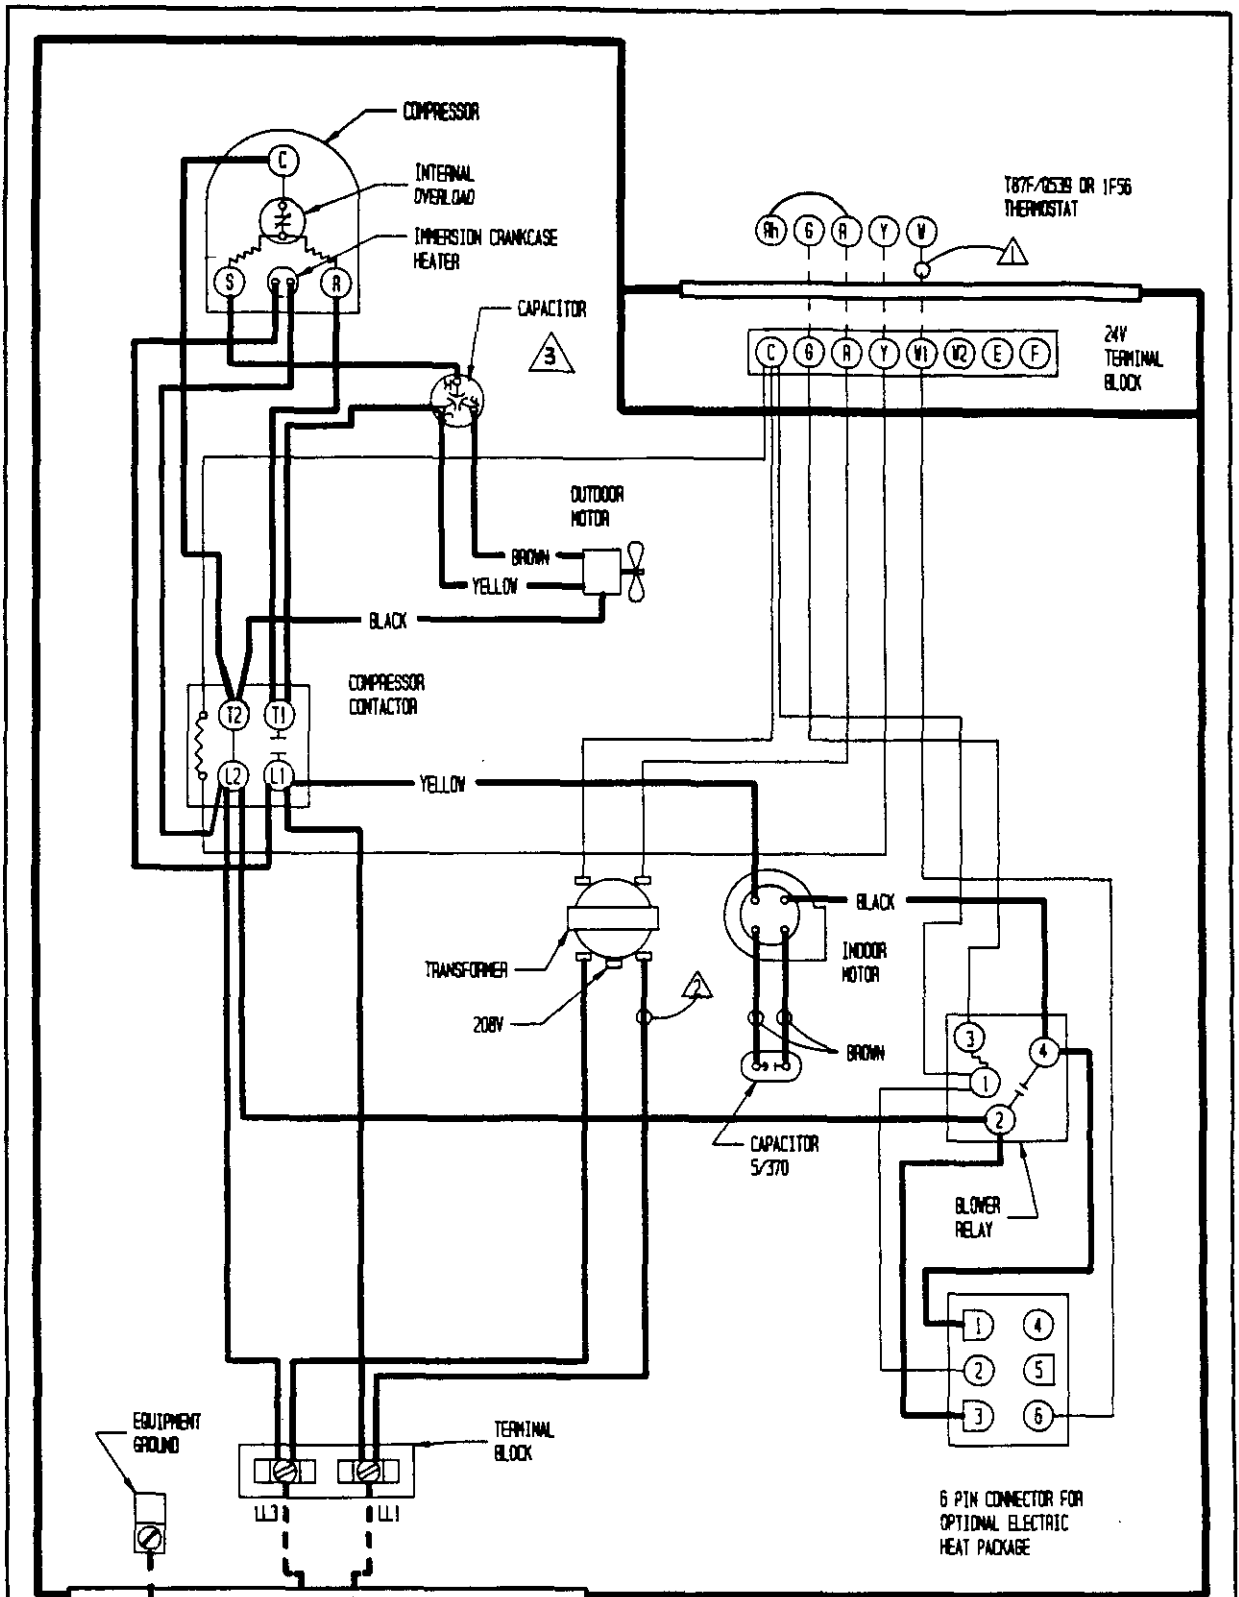 COMPRESSOR
C
INTERNAL
OVERLOAD
IMMERSION CRANKCASE
HEATER
S
R
CAPACITOR
3
T87F/Q539 OR 1F56
THERMOSTAT
Rh G R Y W
1
24V
TERMINAL
BLOCK
C G R Y W1 W2 E F
OUTDOOR
MOTOR
BROWN
YELLOW
BLACK
COMPRESSOR
CONTACTOR
T2 T1
L2 L1
YELLOW
BLACK
TRANSFORMER
INDOOR
MOTOR
2
208V
BROWN
3
4
1
2
CAPACITOR
5/370
BLOWER
RELAY
1 4
2 5
3 6
EQUIPMENT
GROUND
TERMINAL
BLOCK
LL1
6 PIN CONNECTOR FOR
OPTIONAL ELECTRIC
HEAT PACKAGE